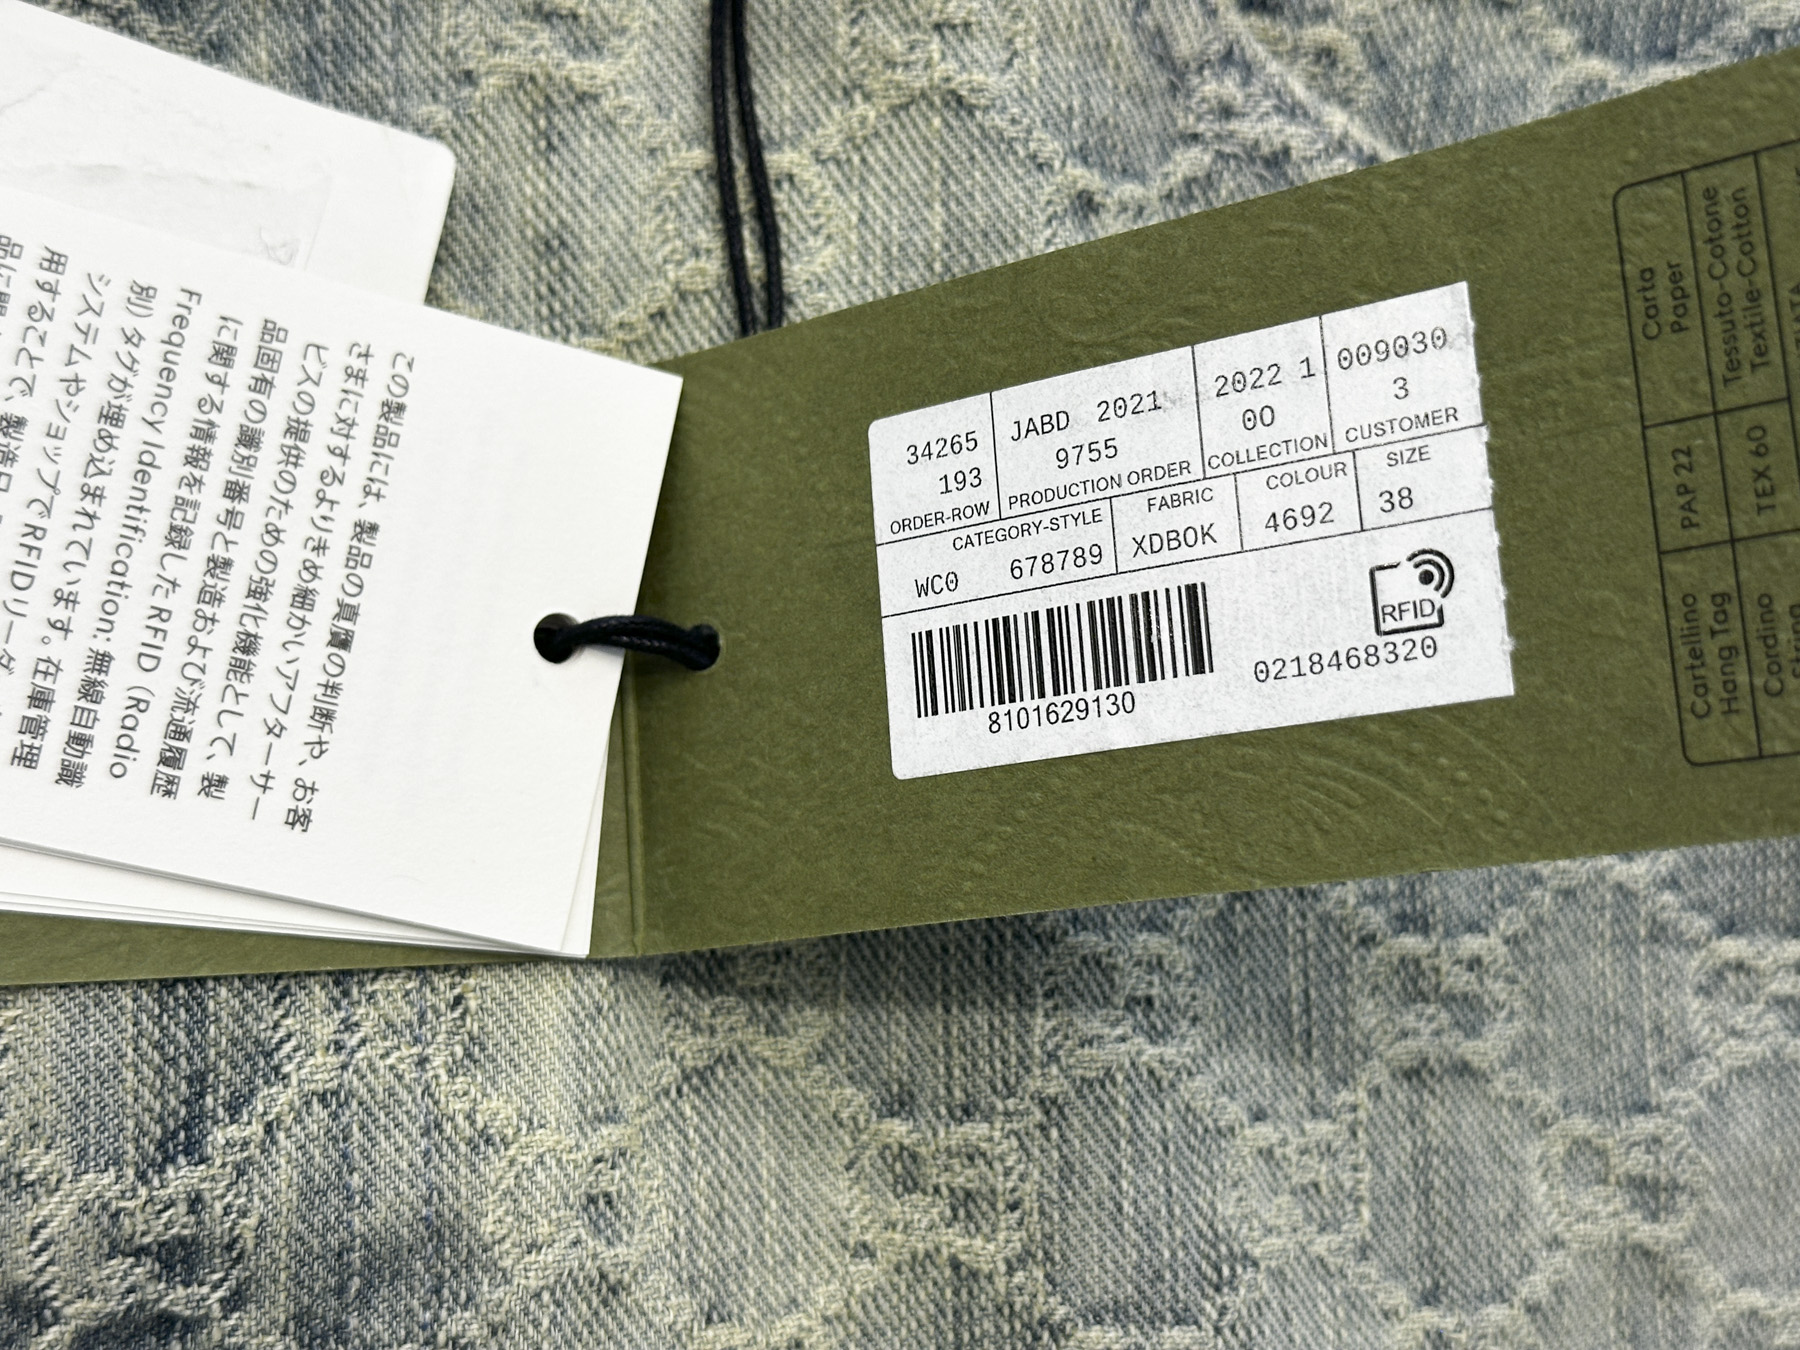 この製品には、製品の真贋の判断や、お客
さまに対するよりきめ細かいアフターサー
ビスの提供のための強化機能として、製
品固有の識別番号と製造および流通履歴
に関する情報を記録したRFID（Radio
Frequency Identification: 無線自動識
別）タグが埋め込まれています。在庫管理
システムやショップでRFIDリーダ
用することで、製造品
品に関
34265 JABD 2021 2022 1 009030
193 9755 00 3
ORDER-ROW PRODUCTION ORDER COLLECTION CUSTOMER
CATEGORY-STYLE FABRIC COLOUR SIZE
WC0 678789 XDBOK 4692 38
RFID
8101629130 0218468320
Carta
Paper
Tessuto-Cotone
Textile-Cotton
PAP 22
TEX 60
Cartellino
Hang Tag
Cordino
String